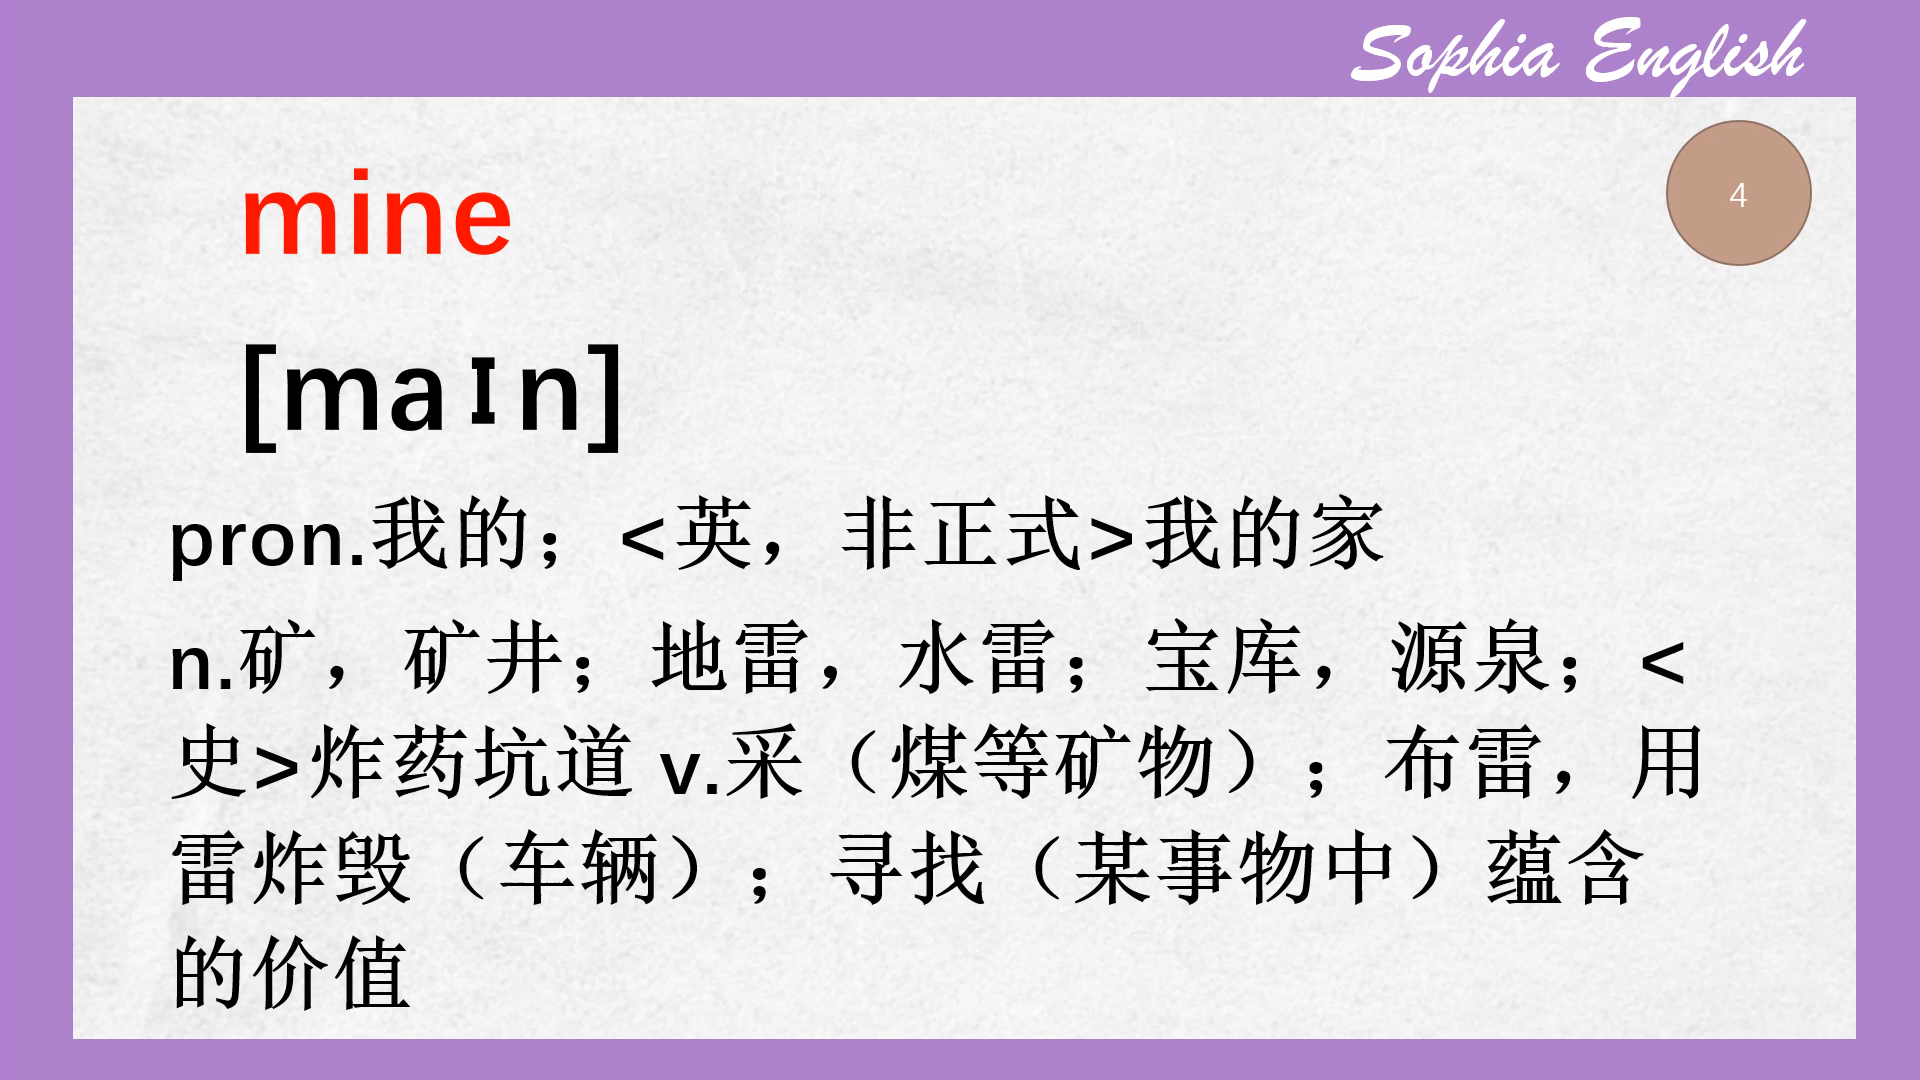 Sophia English
4
mine
[maɪn]
pron.我的；<英，非正式>我的家
n.矿，矿井；地雷，水雷；宝库，源泉；<
史>炸药坑道 v.采（煤等矿物）；布雷，用
雷炸毁（车辆）；寻找（某事物中）蕴含
的价值